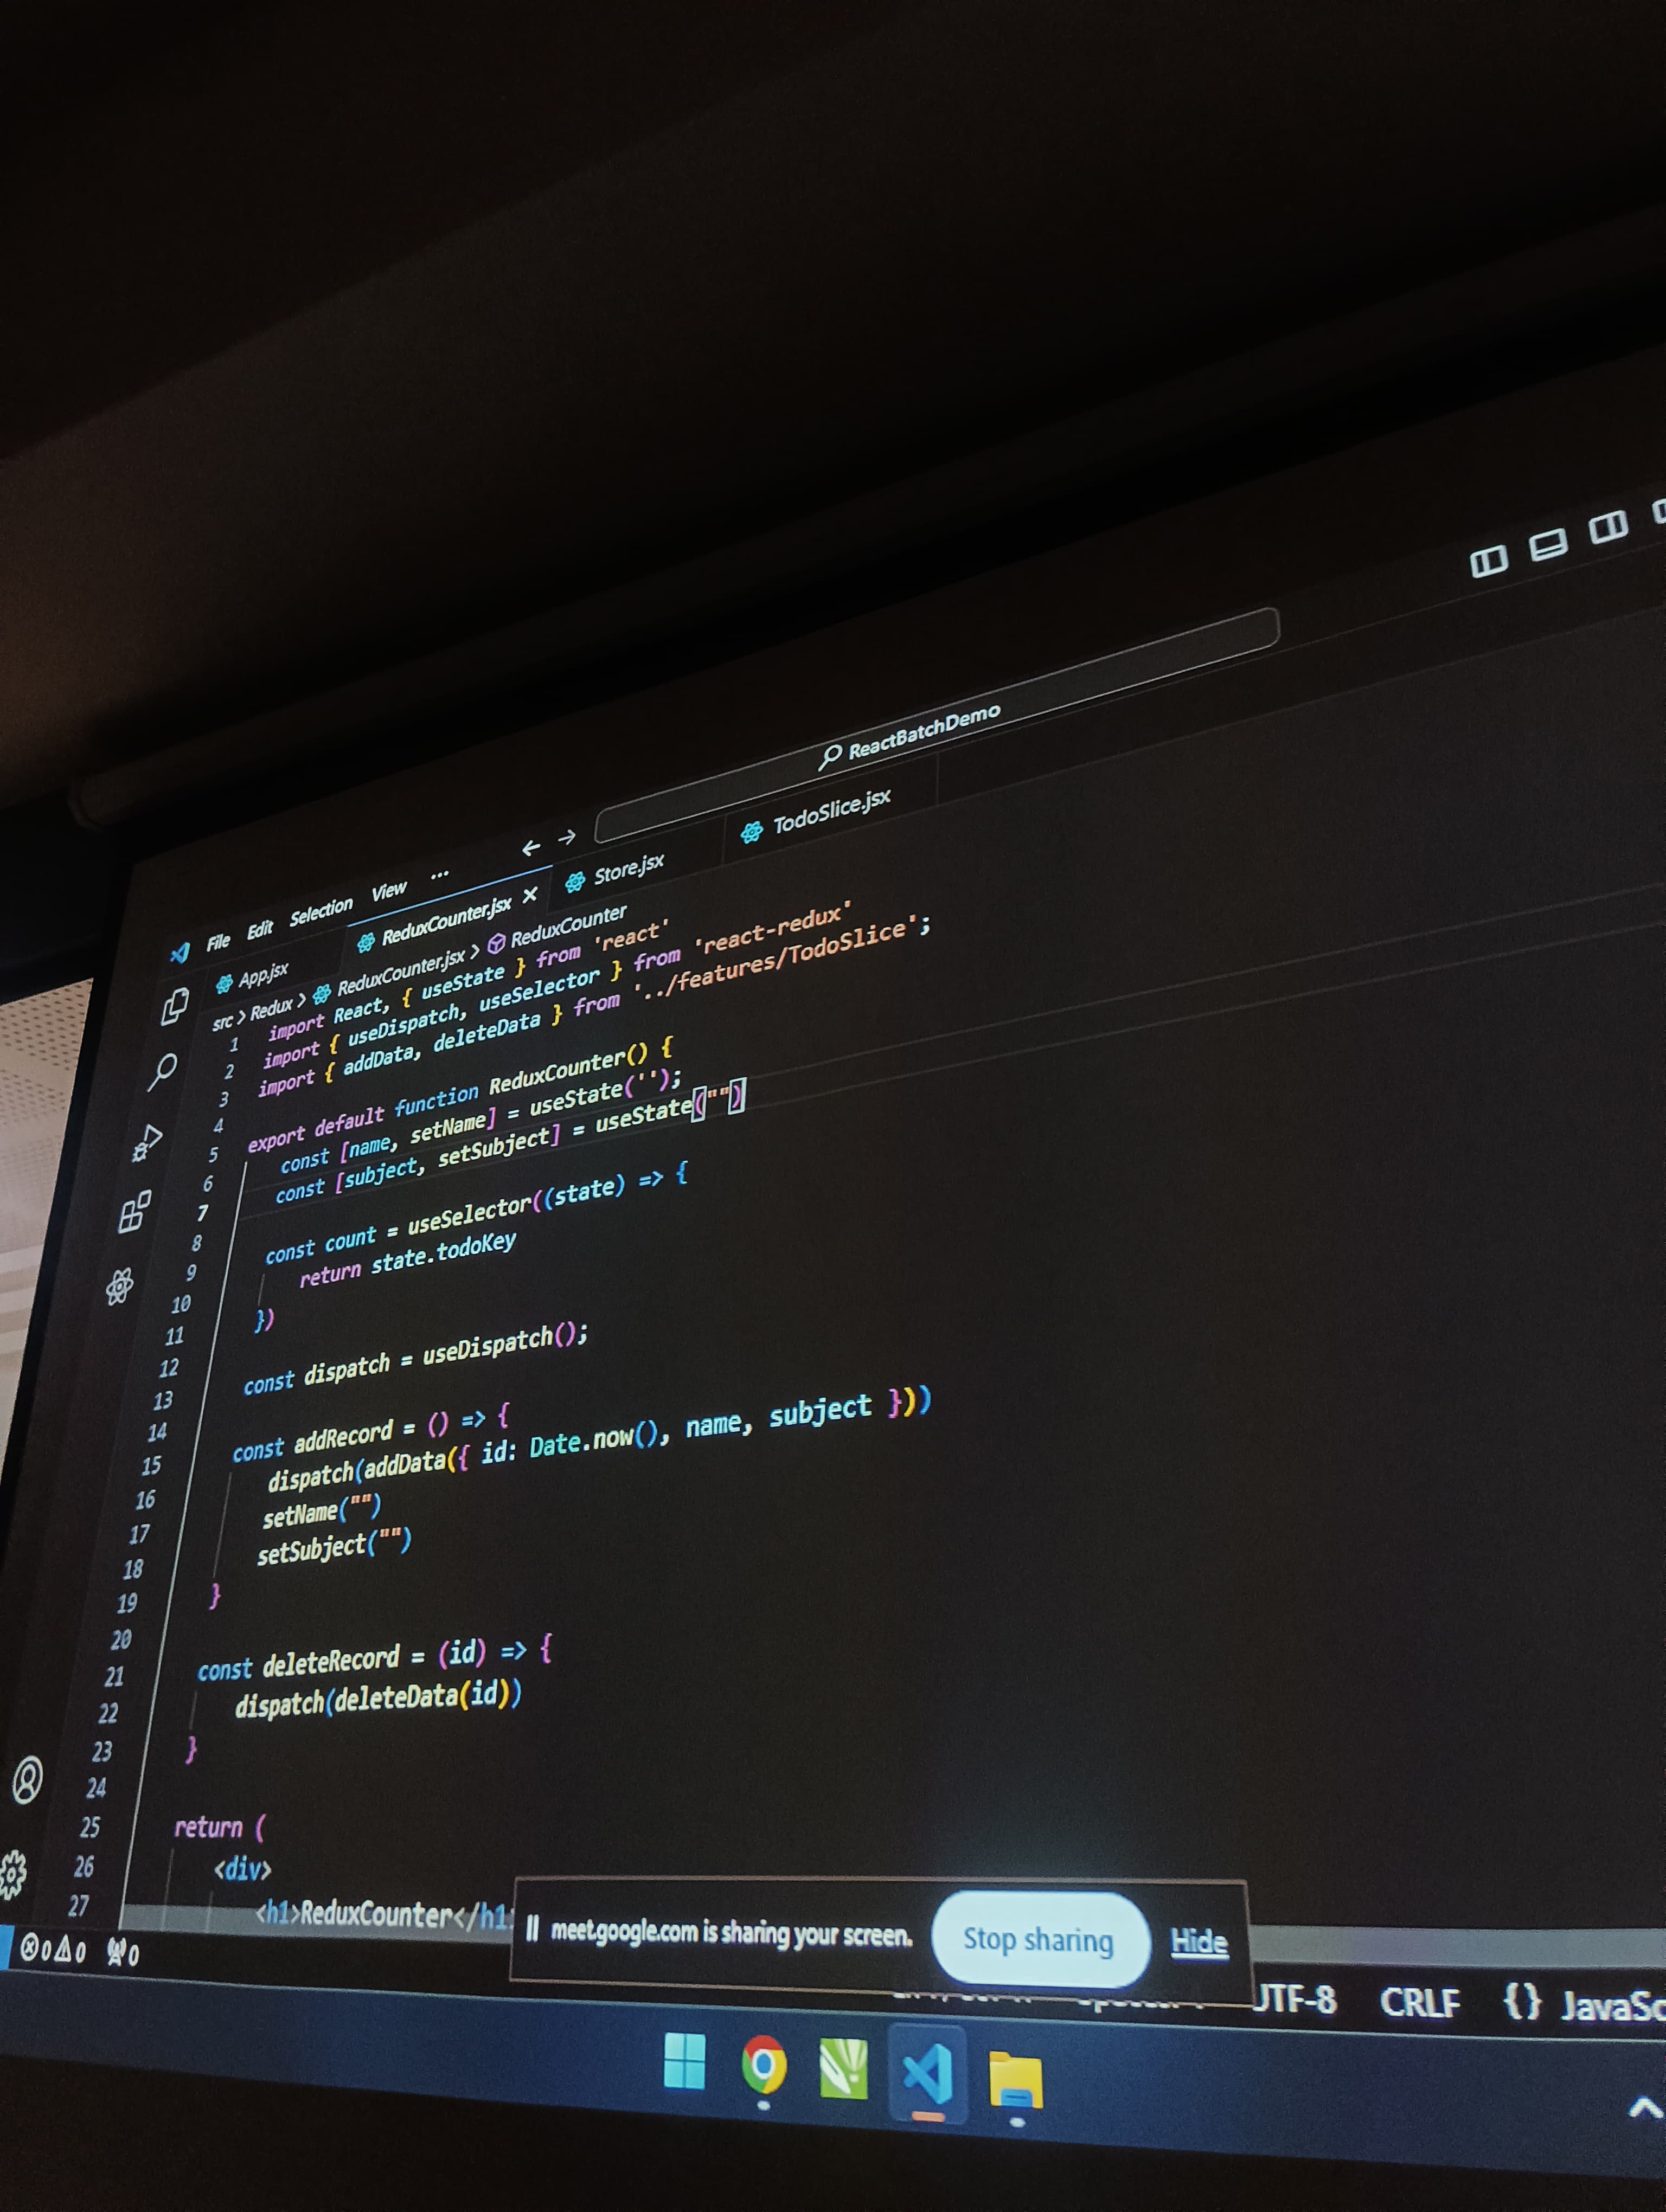 File Edit Selection View ...
ReactBatchDemo
App.jsx ReduxCounter.jsx Store.jsx TodoSlice.jsx
src > Redux > ReduxCounter.jsx > ReduxCounter
1 import React, { useState } from 'react'
2 import { useDispatch, useSelector } from 'react-redux'
3 import { addData, deleteData } from '../features/TodoSlice';
4
5 export default function ReduxCounter() {
6 const [name, setName] = useState('');
7 const [subject, setSubject] = useState("")
8
9 const count = useSelector((state) => {
10 return state.todoKey
11 })
12
13 const dispatch = useDispatch();
14
15 const addRecord = () => {
16 dispatch(addData({ id: Date.now(), name, subject }))
17 setName("")
18 setSubject("")
19 }
20
21 const deleteRecord = (id) => {
22 dispatch(deleteData(id))
23 }
24
25 return (
26 <div>
27 <h1>ReduxCounter</h1
meet.google.com is sharing your screen. Stop sharing Hide
0 0 0
UTF-8 CRLF {} JavaSc